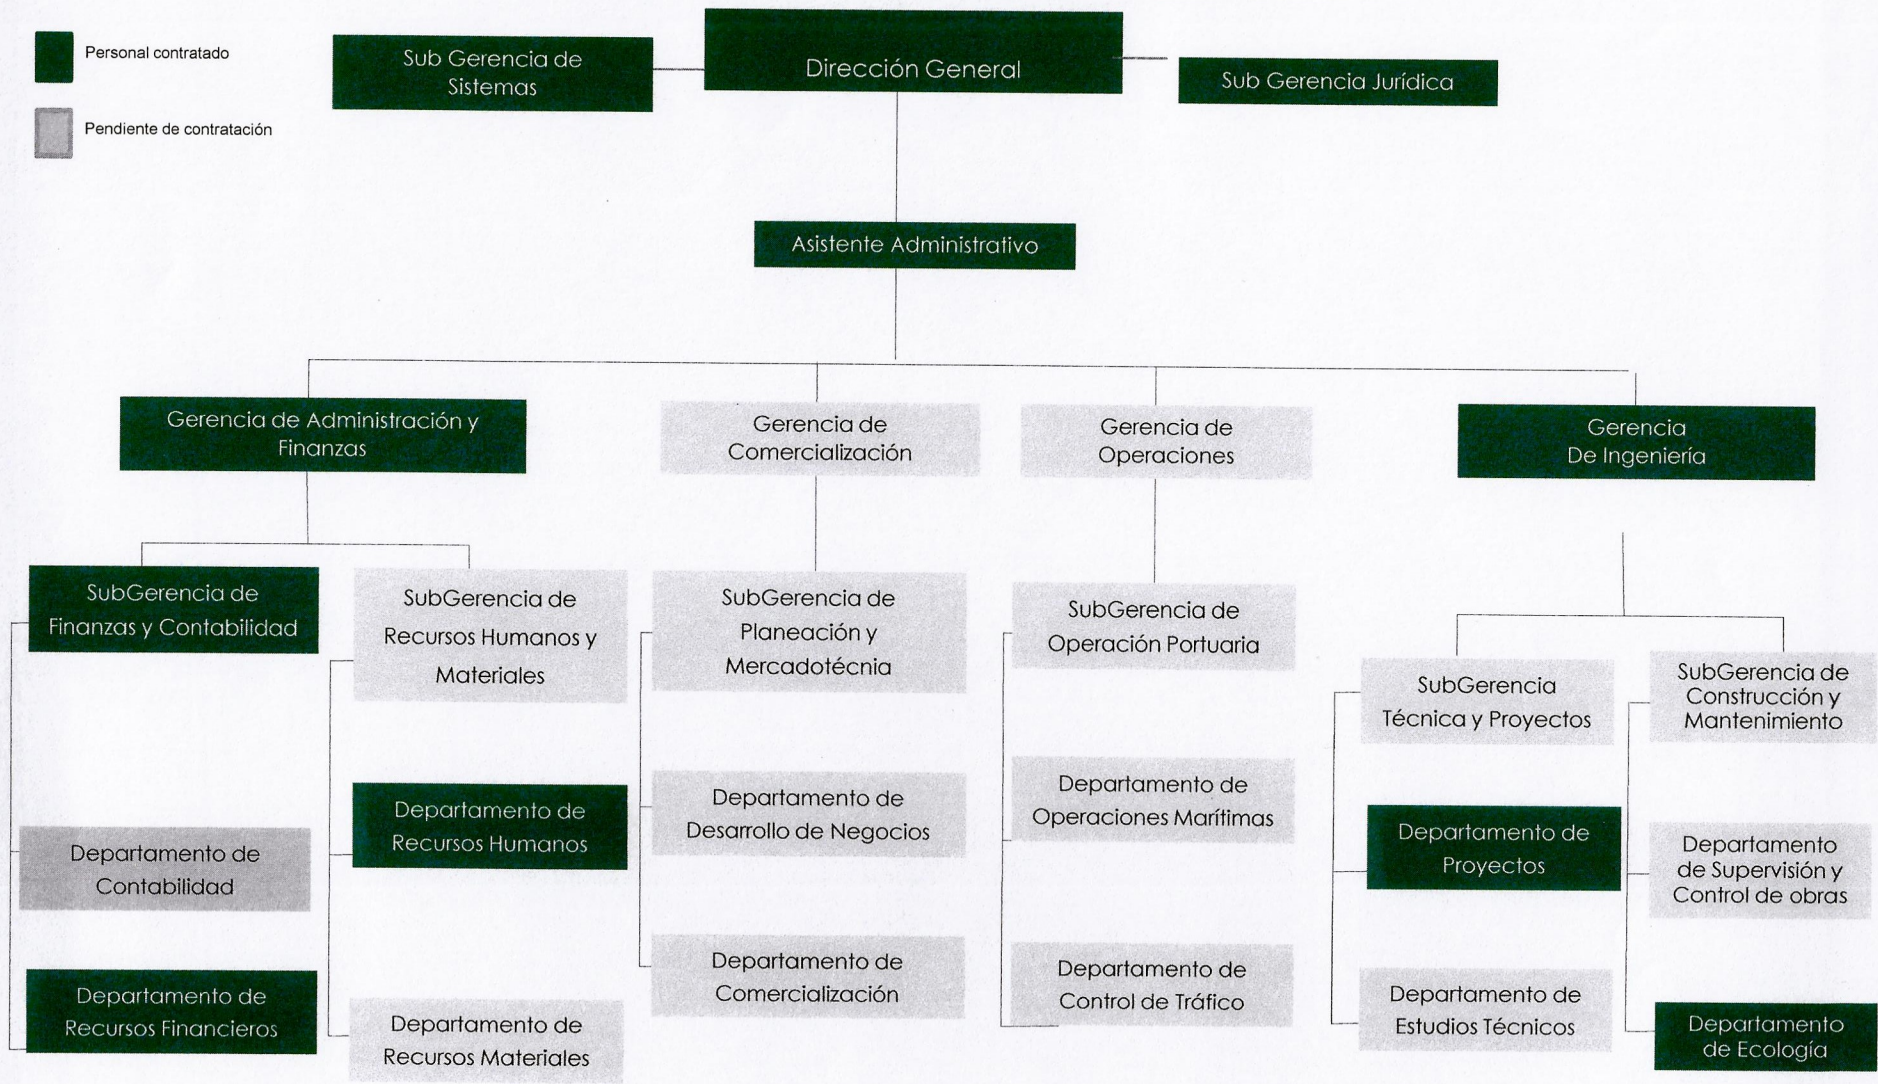 Personal contratado
Pendiente de contratación
Sub Gerencia de
Sistemas
Dirección General
Sub Gerencia Jurídica
Asistente Administrativo
Gerencia de Administración y
Finanzas
Gerencia de
Comercialización
Gerencia de
Operaciones
Gerencia
De Ingeniería
SubGerencia de
Finanzas y Contabilidad
SubGerencia de
Recursos Humanos y
Materiales
SubGerencia de
Planeación y
Mercadotécnia
SubGerencia de
Operación Portuaria
SubGerencia
Técnica y Proyectos
SubGerencia de
Construcción y
Mantenimiento
Departamento de
Contabilidad
Departamento de
Recursos Humanos
Departamento de
Desarrollo de Negocios
Departamento de
Operaciones Marítimas
Departamento de
Proyectos
Departamento
de Supervisión y
Control de obras
Departamento de
Recursos Financieros
Departamento de
Recursos Materiales
Departamento de
Comercialización
Departamento de
Control de Tráfico
Departamento de
Estudios Técnicos
Departamento
de Ecología